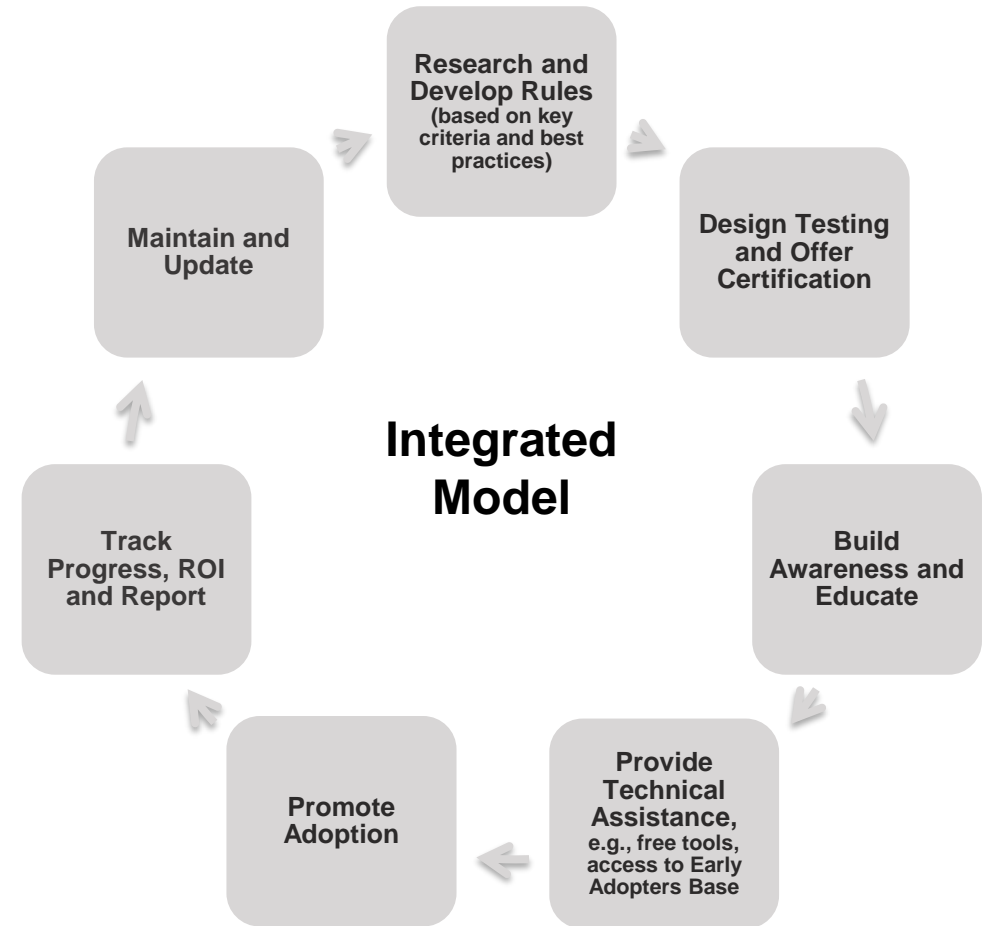 Research and
Develop Rules
(based on key
criteria and best
practices)
Design Testing
and Offer
Certification
Build
Awareness and
Educate
Provide
Technical
Assistance,
e.g., free tools,
access to Early
Adopters Base
Promote
Adoption
Track
Progress, ROI
and Report
Maintain and
Update
Integrated
Model